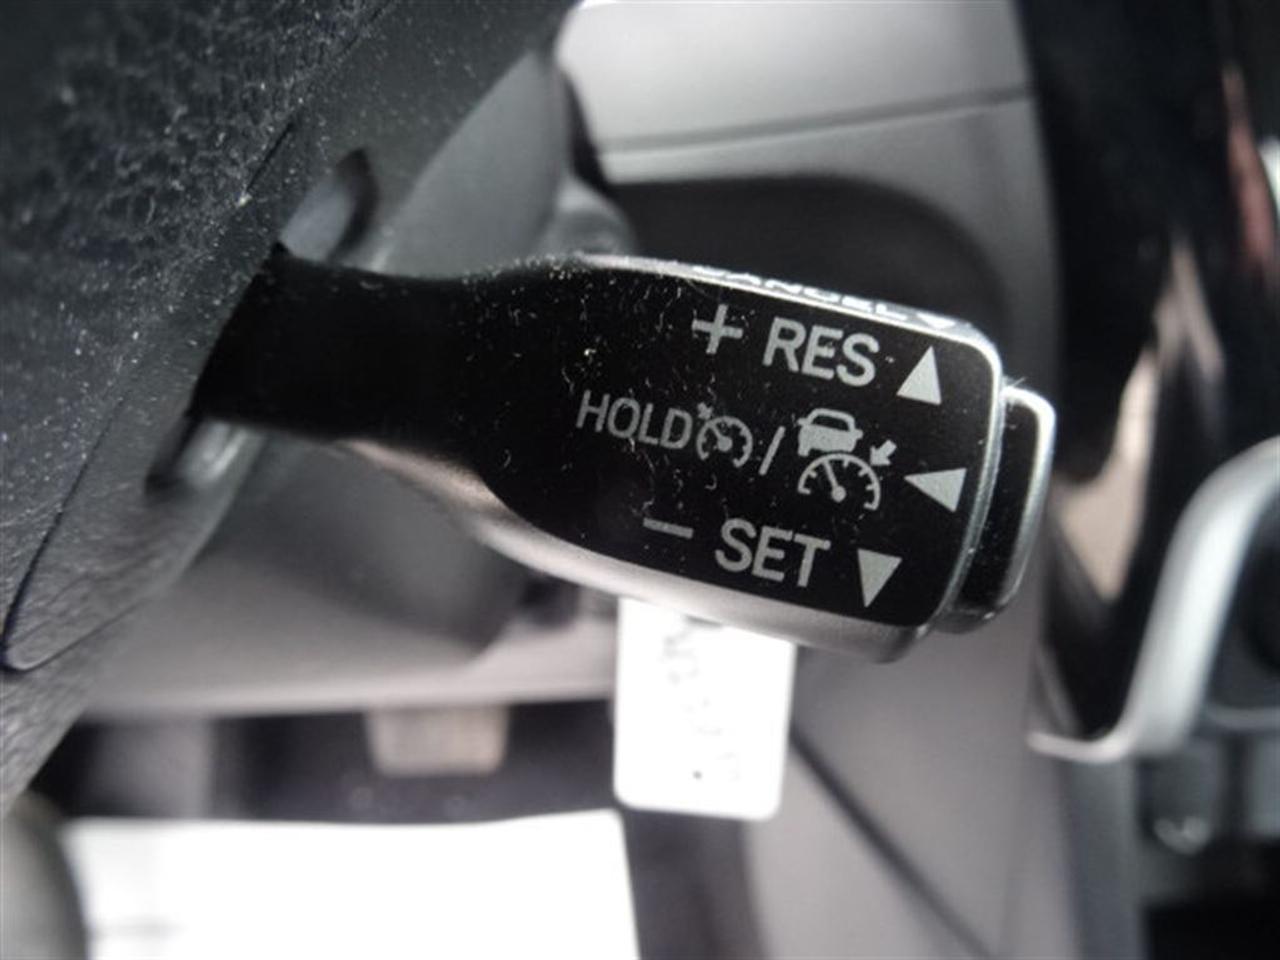 CANCEL
+ RES
HOLD /
- SET